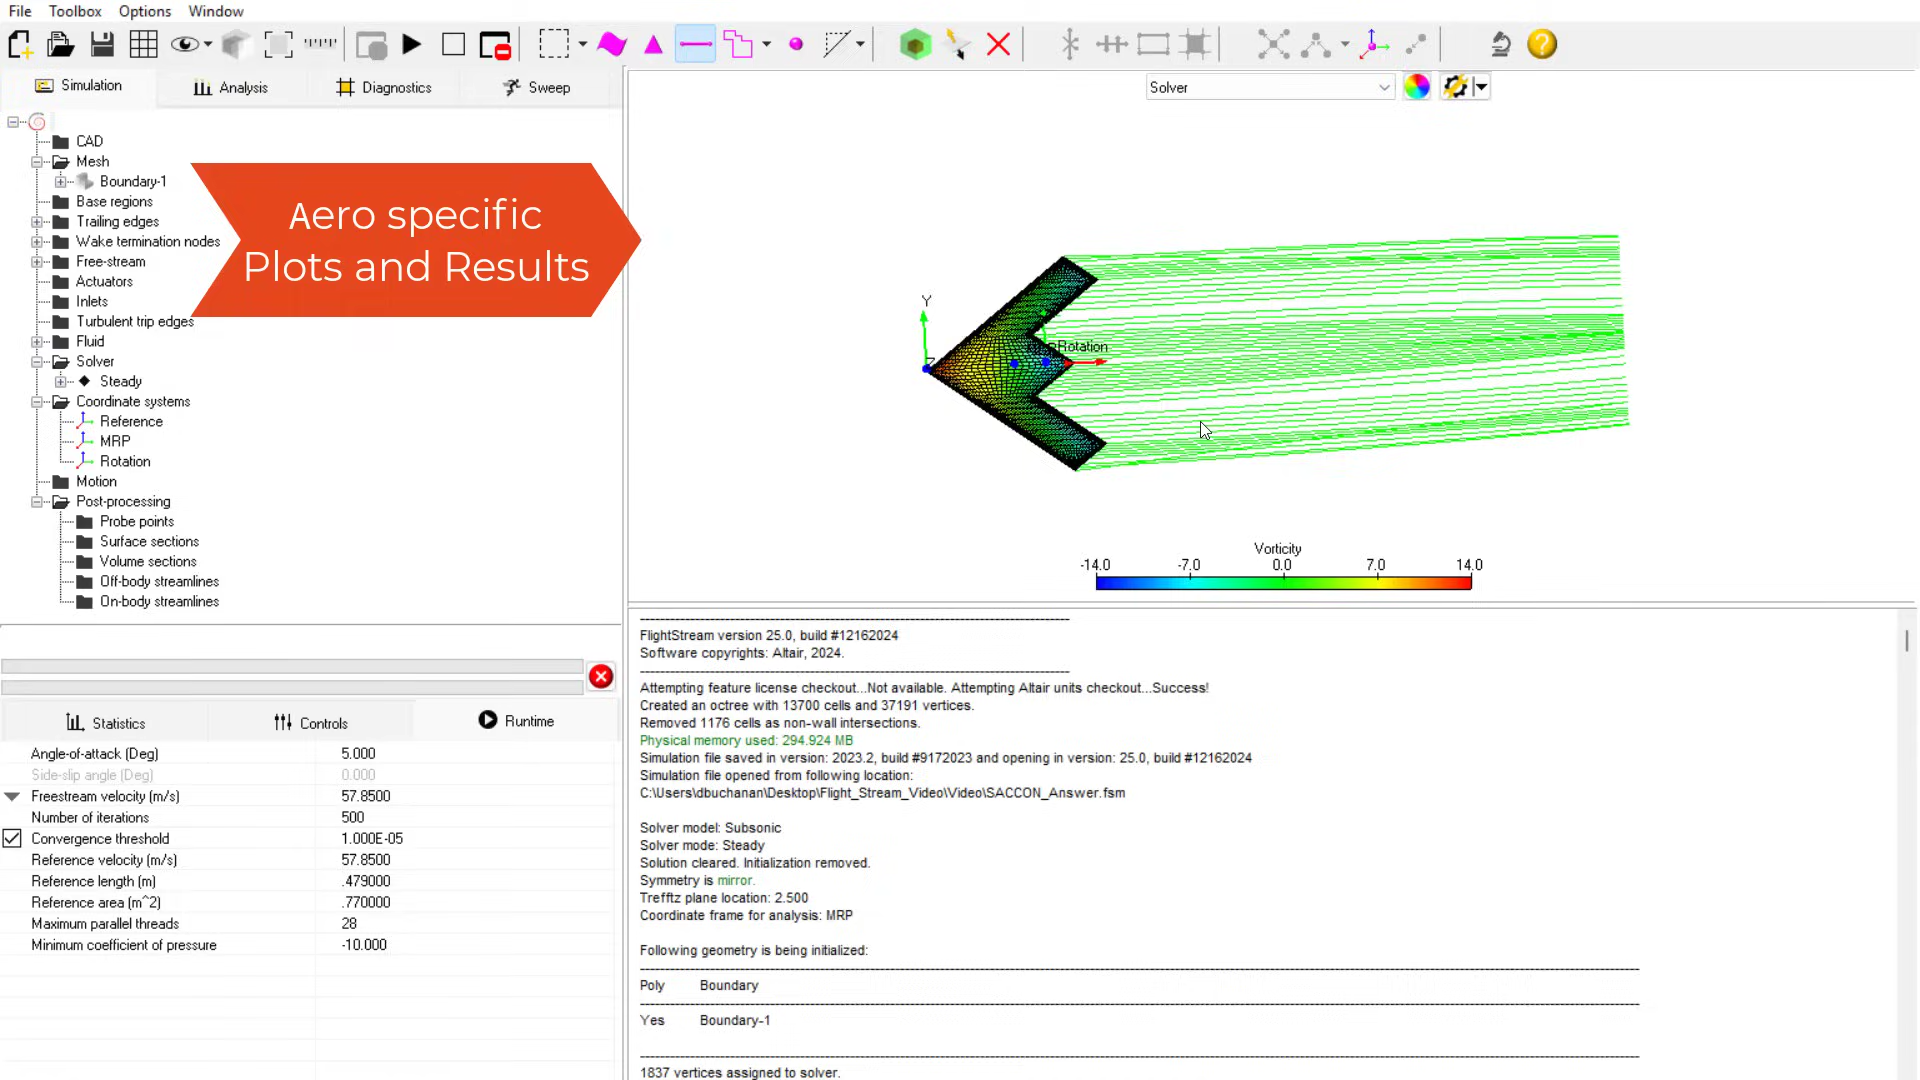 File Toolbox Options Window
Simulation Analysis Diagnostics Sweep
Solver
CAD
Mesh
Boundary-1
Base regions
Trailing edges
Wake termination nodes
Free-stream
Actuators
Inlets
Turbulent trip edges
Fluid
Solver
Steady
Coordinate systems
Reference
MRP
Rotation
Motion
Post-processing
Probe points
Surface sections
Volume sections
Off-body streamlines
On-body streamlines
Aero specific
Plots and Results
Y
Z
Rotation
Vorticity
-14.0 -7.0 0.0 7.0 14.0
Statistics Controls Runtime
Angle-of-attack (Deg) 5.000
Side-slip angle (Deg) 0.000
Freestream velocity (m/s) 57.8500
Number of iterations 500
Convergence threshold 1.000E-05
Reference velocity (m/s) 57.8500
Reference length (m) .479000
Reference area (m^2) .770000
Maximum parallel threads 28
Minimum coefficient of pressure -10.000
FlightStream version 25.0, build #12162024
Software copyrights: Altair, 2024.
Attempting feature license checkout...Not available. Attempting Altair units checkout...Success!
Created an octree with 13700 cells and 37191 vertices.
Removed 1176 cells as non-wall intersections.
Physical memory used: 294.924 MB
Simulation file saved in version: 2023.2, build #9172023 and opening in version: 25.0, build #12162024
Simulation file opened from following location:
C:\Users\dbuchanan\Desktop\Flight_Stream_Video\Video\SACCON_Answer.fsm
Solver model: Subsonic
Solver mode: Steady
Solution cleared. Initialization removed.
Symmetry is mirror.
Trefftz plane location: 2.500
Coordinate frame for analysis: MRP
Following geometry is being initialized:
Poly Boundary
Yes Boundary-1
1837 vertices assigned to solver.